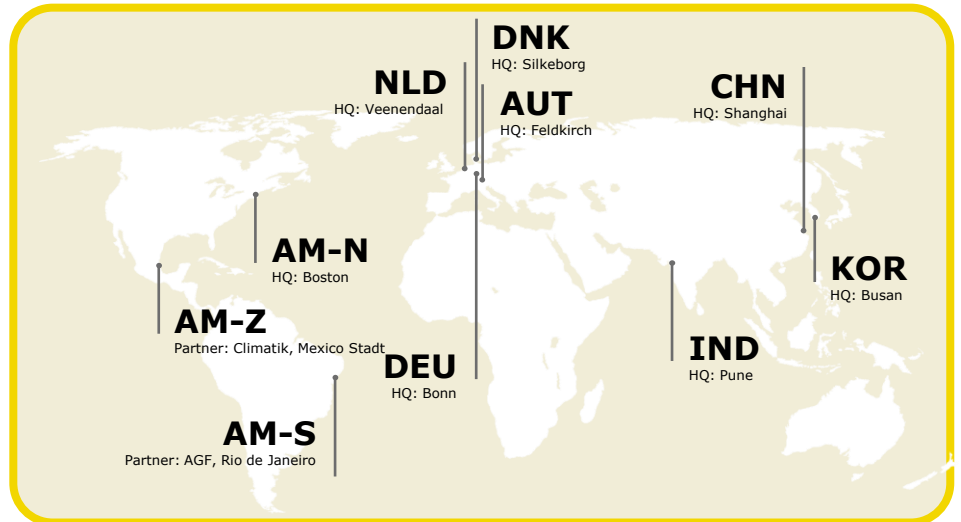 DNK
HQ: Silkeborg
NLD
HQ: Veenendaal
AUT
HQ: Feldkirch
CHN
HQ: Shanghai
AM-N
HQ: Boston
KOR
HQ: Busan
AM-Z
Partner: Climatik, Mexico Stadt
DEU
HQ: Bonn
IND
HQ: Pune
AM-S
Partner: AGF, Rio de Janeiro